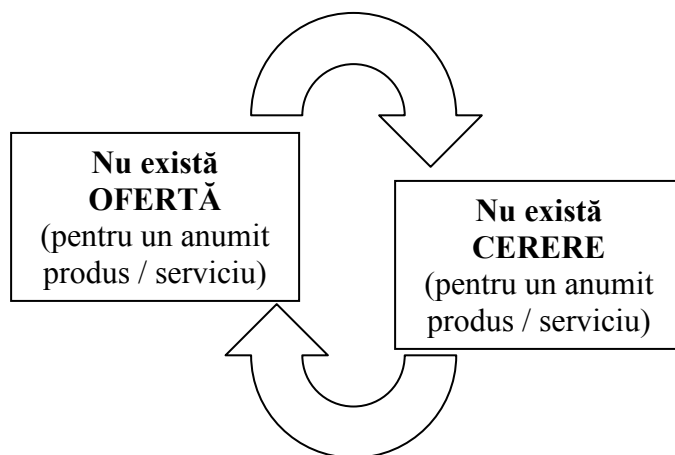 Nu există
OFERTĂ
(pentru un anumit
produs / serviciu)
Nu există
CERERE
(pentru un anumit
produs / serviciu)